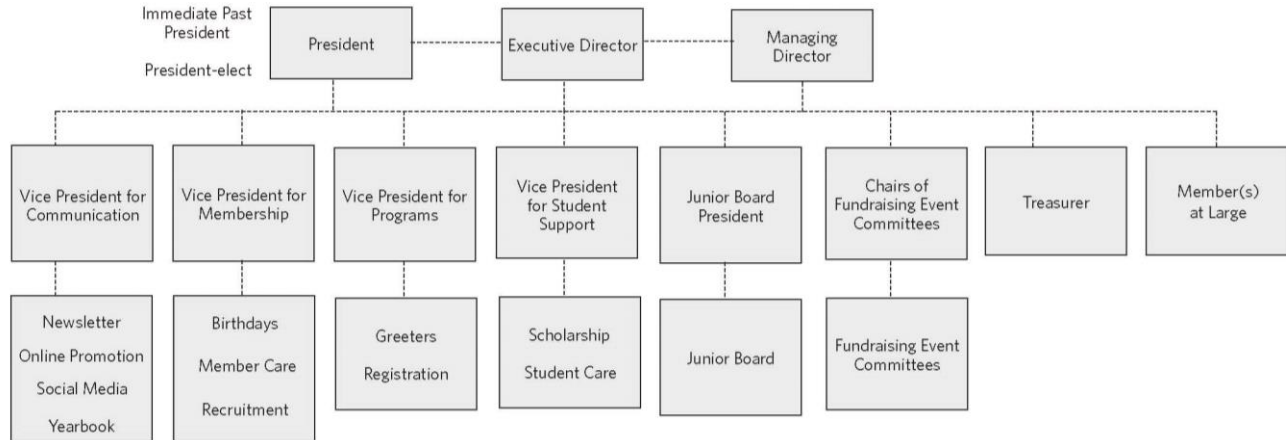 Immediate Past
President
President-elect
President
Executive Director
Managing
Director
Vice President for
Communication
Vice President for
Membership
Vice President for
Programs
Vice President
for Student
Support
Junior Board
President
Chairs of
Fundraising Event
Committees
Treasurer
Member(s)
at Large
Newsletter
Online Promotion
Social Media
Yearbook
Birthdays
Member Care
Recruitment
Greeters
Registration
Scholarship
Student Care
Junior Board
Fundraising Event
Committees